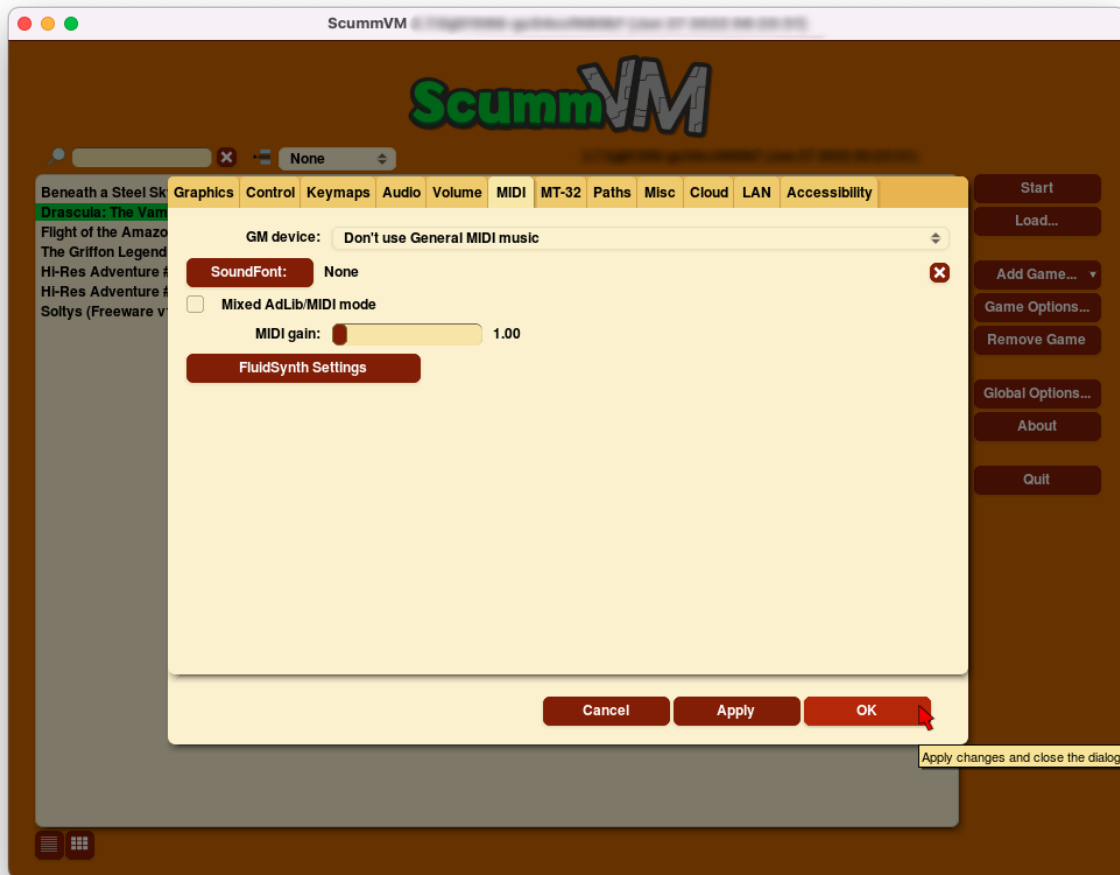 ScummVM
ScummVM
None
Beneath a Steel Sk
Drascula: The Vam
Flight of the Amazo
The Griffon Legend
Hi-Res Adventure #
Hi-Res Adventure #
Soltys (Freeware v
Graphics Control Keymaps Audio Volume MIDI MT-32 Paths Misc Cloud LAN Accessibility
GM device: Don't use General MIDI music
SoundFont: None
Mixed AdLib/MIDI mode
MIDI gain: 1.00
FluidSynth Settings
Cancel Apply OK
Apply changes and close the dialog
Start
Load...
Add Game...
Game Options...
Remove Game
Global Options...
About
Quit